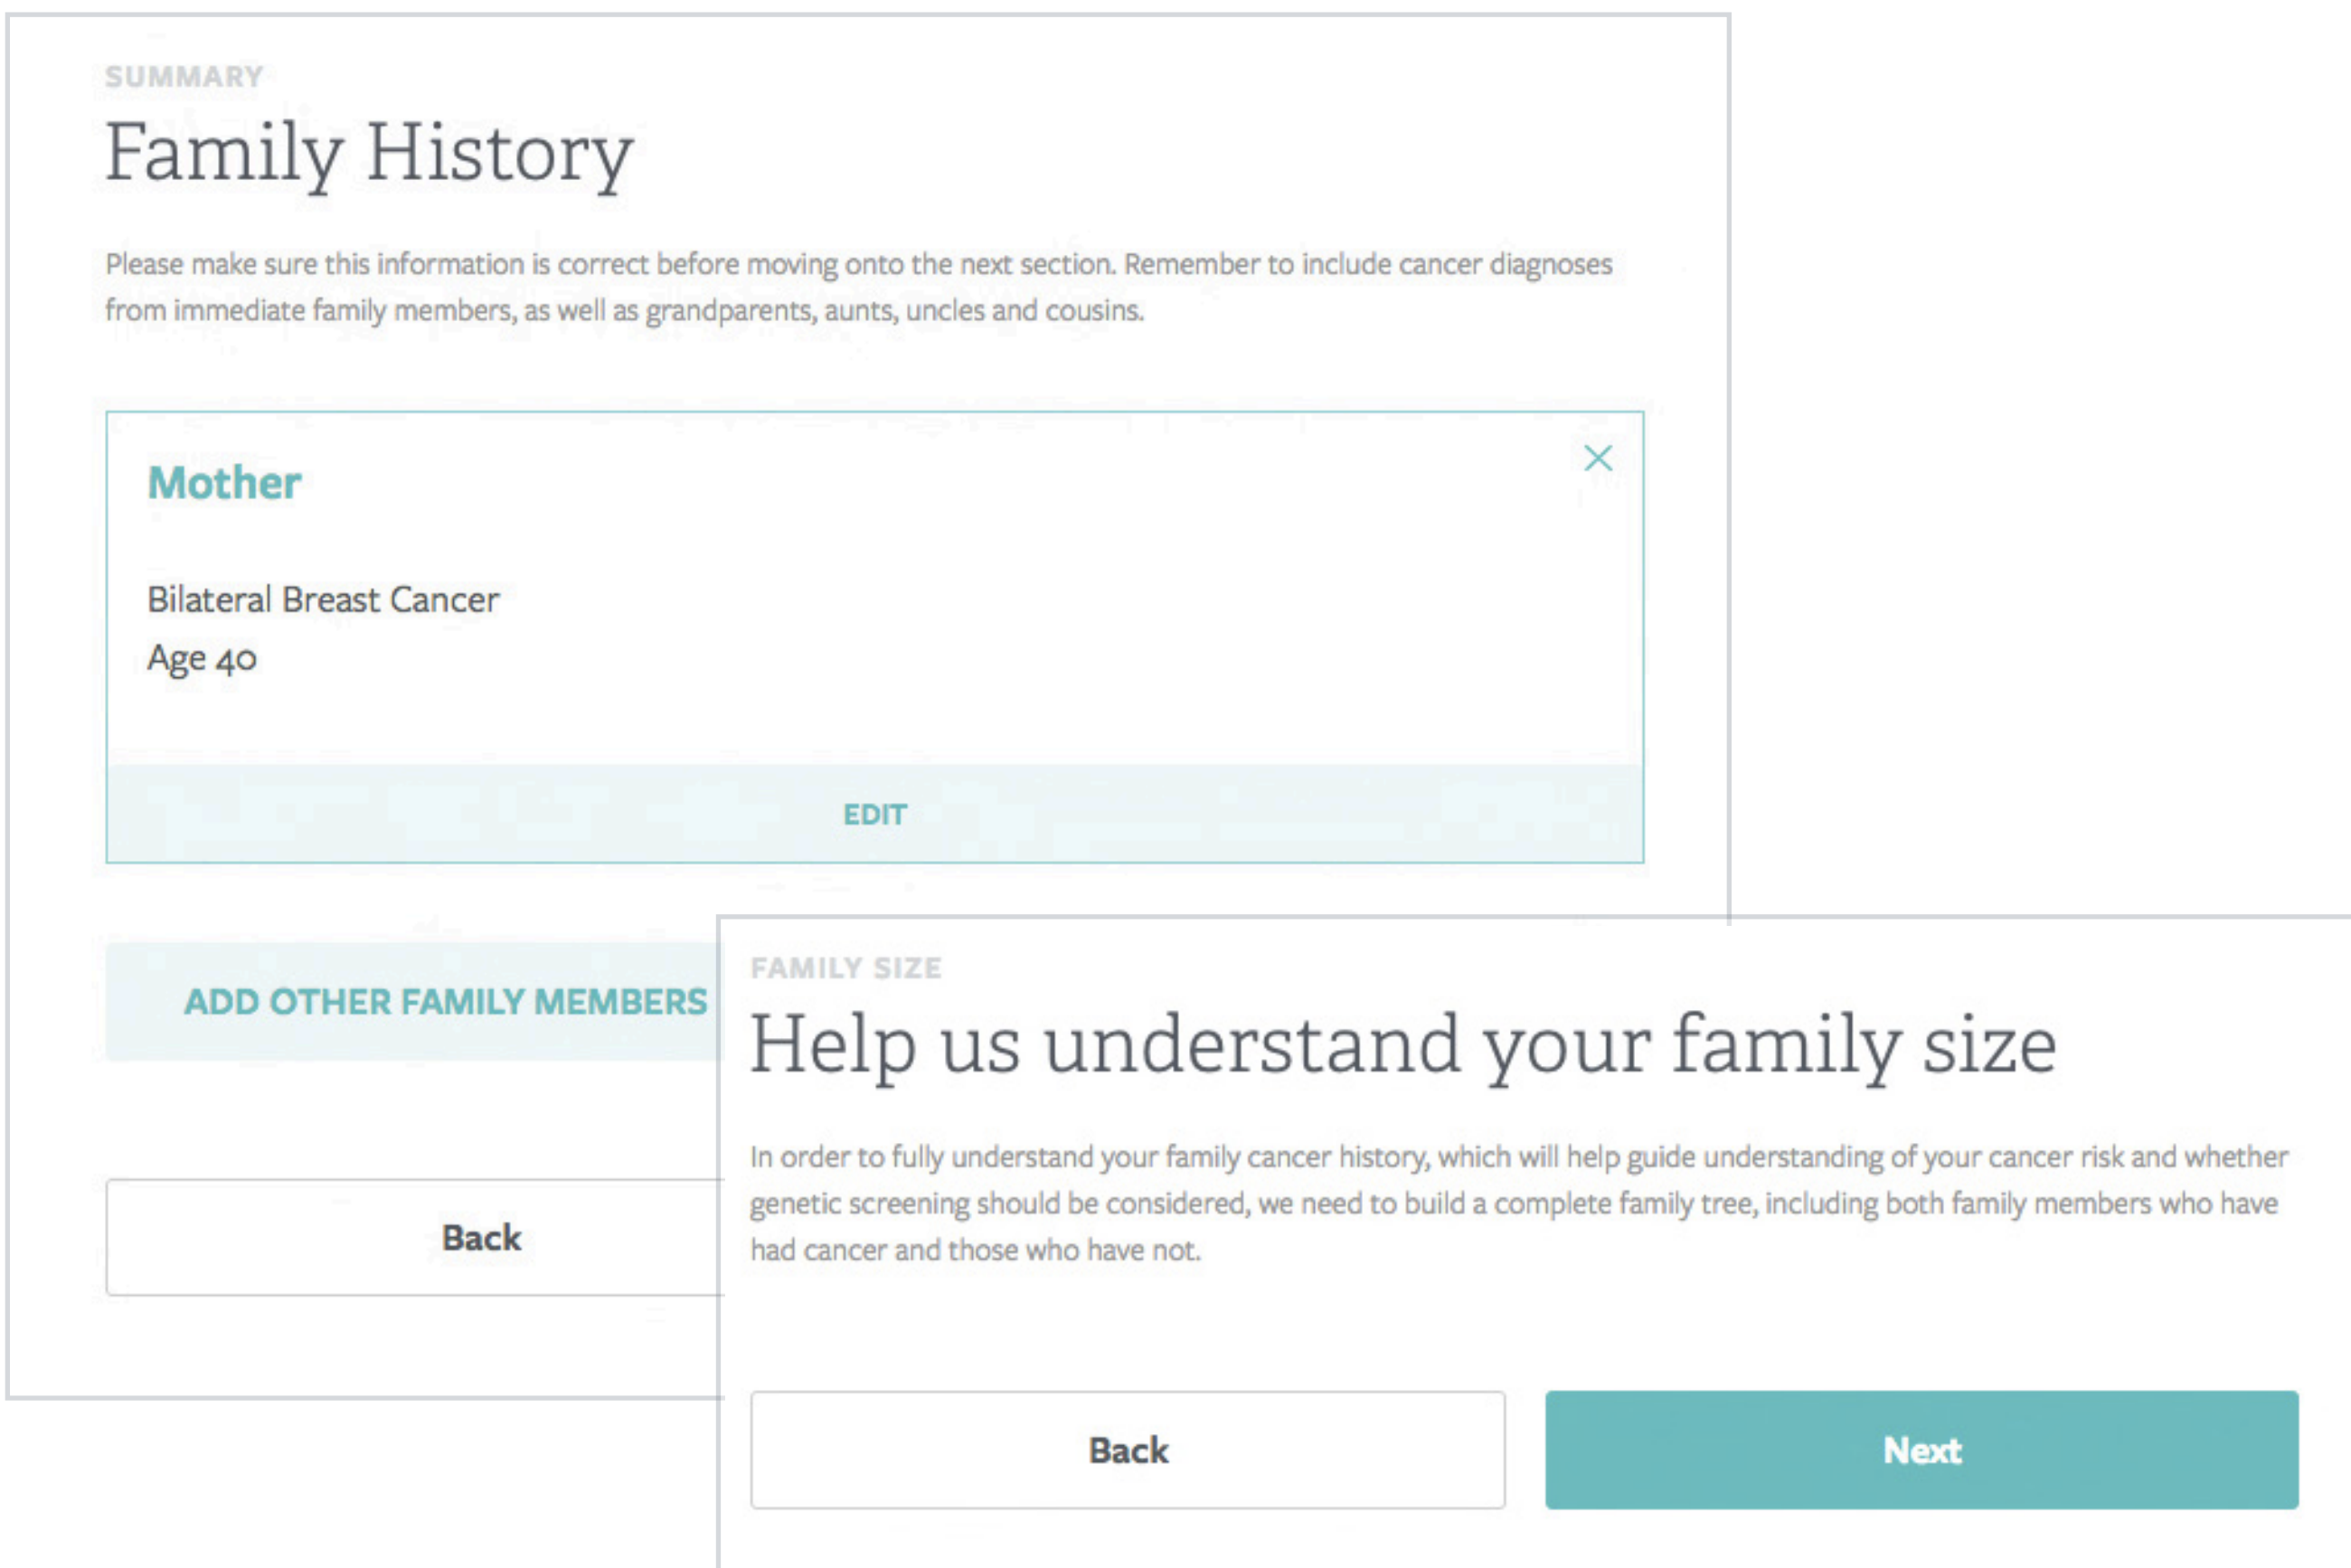 SUMMARY
Family History
Please make sure this information is correct before moving onto the next section. Remember to include cancer diagnoses
from immediate family members, as well as grandparents, aunts, uncles and cousins.
Mother
Bilateral Breast Cancer
Age 40
EDIT
ADD OTHER FAMILY MEMBERS
Back
FAMILY SIZE
Help us understand your family size
In order to fully understand your family cancer history, which will help guide understanding of your cancer risk and whether
genetic screening should be considered, we need to build a complete family tree, including both family members who have
had cancer and those who have not.
Back
Next